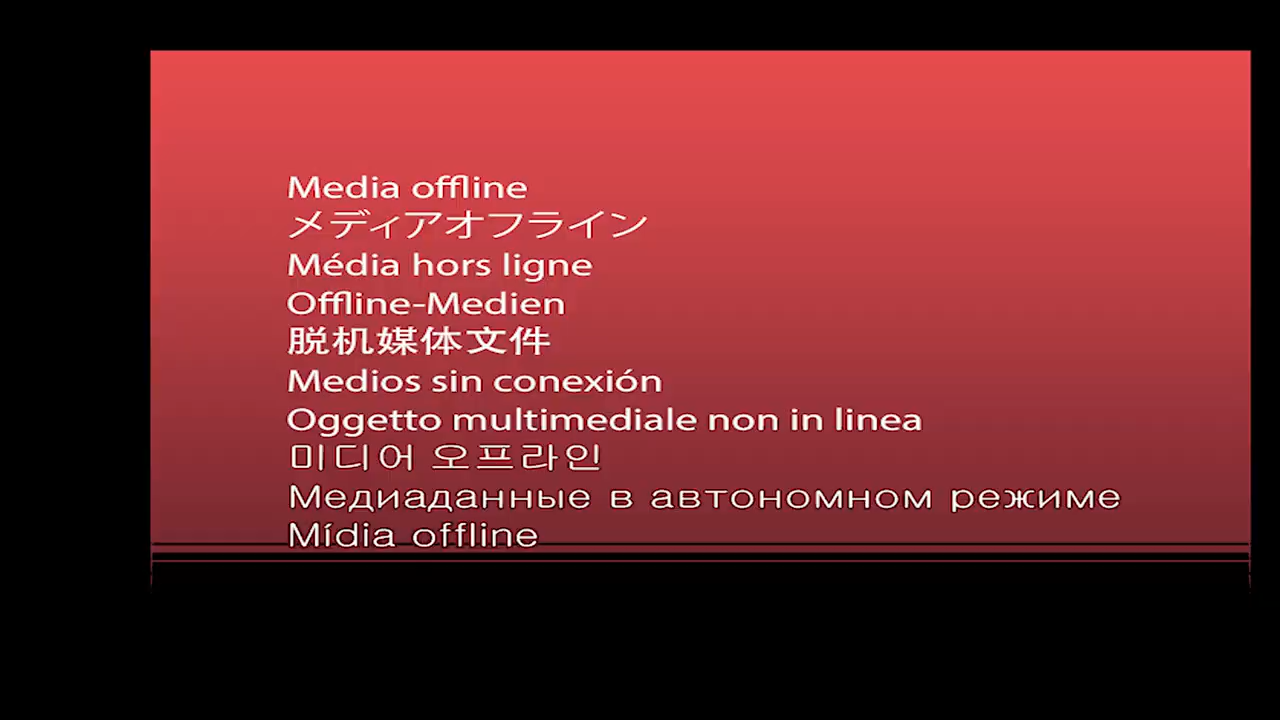 Media offline
メディアオフライン
Média hors ligne
Offline-Medien
脱机媒体文件
Medios sin conexión
Oggetto multimediale non in linea
미디어 오프라인
Медиаданные в автономном режиме
Mídia offline